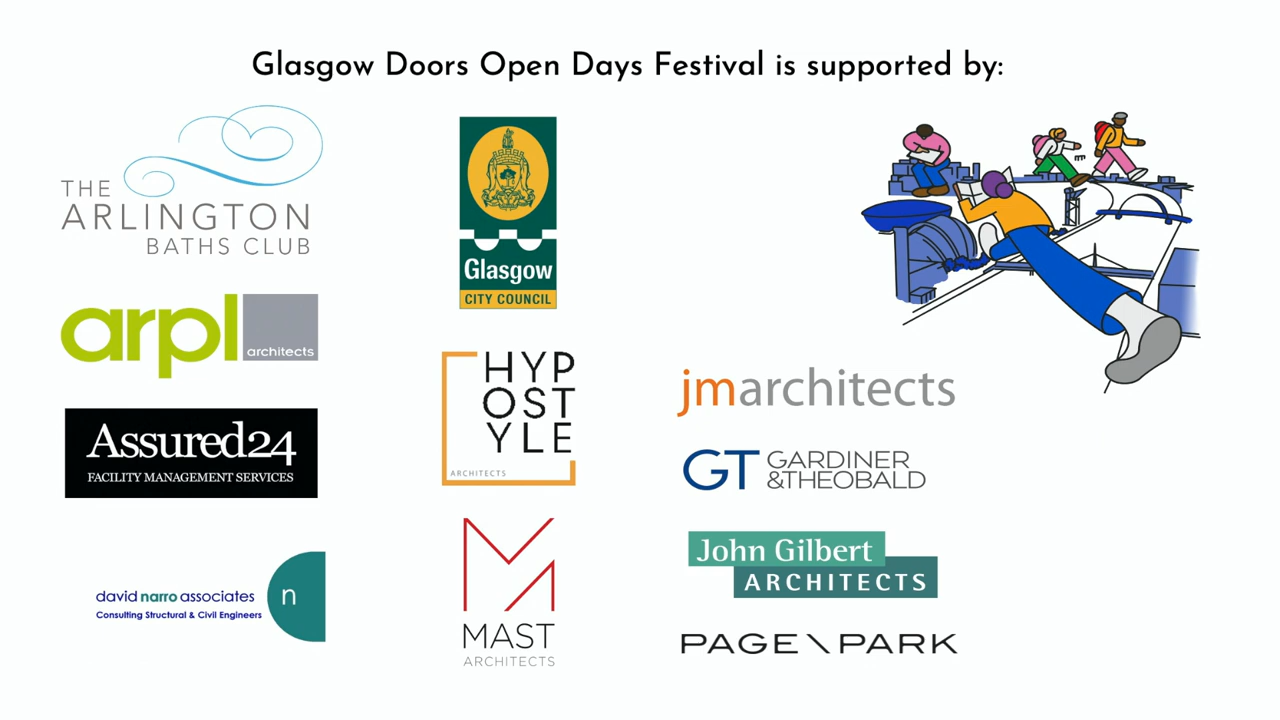 Glasgow Doors Open Days Festival is supported by:
THE
ARLINGTON
BATHS CLUB
arpl
architects
Assured24
FACILITY MANAGEMENT SERVICES
david narro associates
Consulting Structural & Civil Engineers
n
Glasgow
CITY COUNCIL
HYP
OST
YLE
ARCHITECTS
MAST
ARCHITECTS
jmarchitects
GT GARDINER
&THEOBALD
John Gilbert
ARCHITECTS
PAGE\PARK